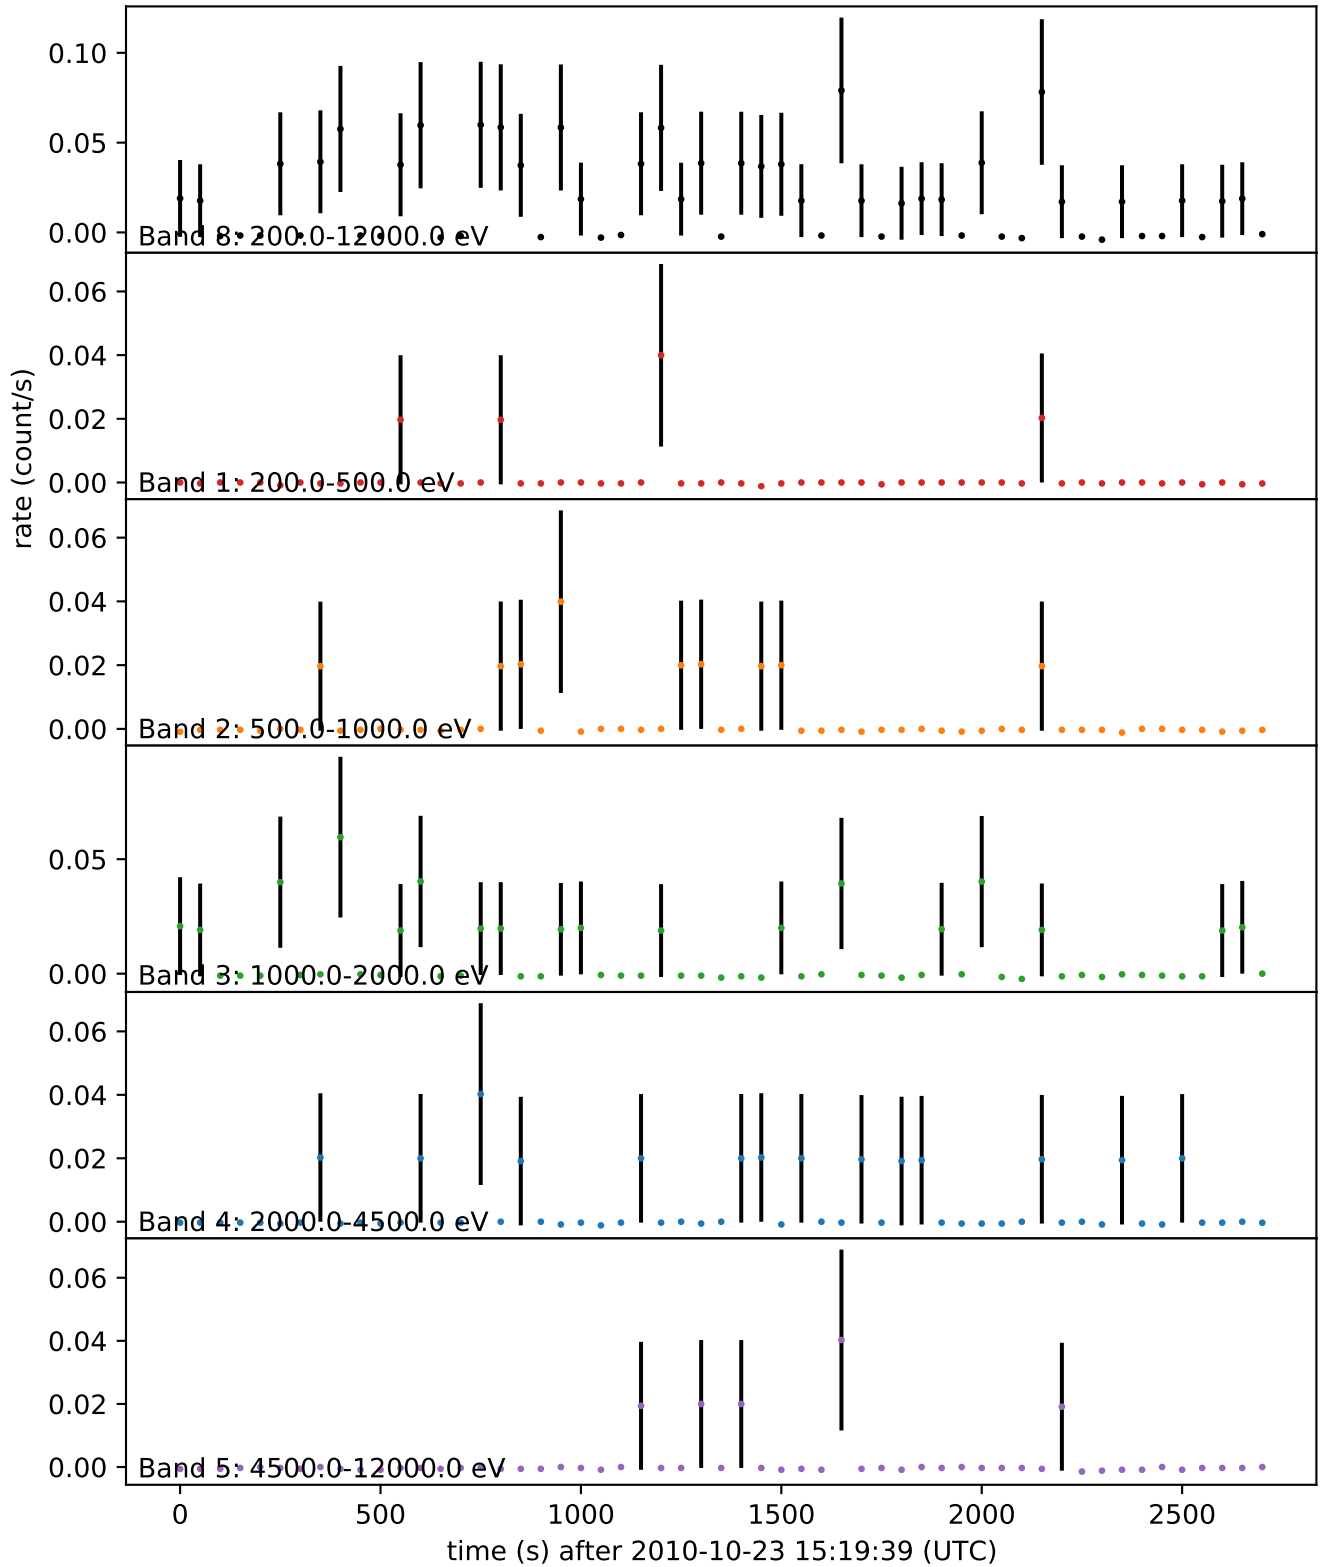 0.10
0.05
0.00
Band 8: 200.0-12000.0 eV
0.06
0.04
0.02
0.00
Band 1: 200.0-500.0 eV
rate (count/s)
0.06
0.04
0.02
0.00
Band 2: 500.0-1000.0 eV
0.05
0.00
Band 3: 1000.0-2000.0 eV
0.06
0.04
0.02
0.00
Band 4: 2000.0-4500.0 eV
0.06
0.04
0.02
0.00
Band 5: 4500.0-12000.0 eV
0 500 1000 1500 2000 2500
time (s) after 2010-10-23 15:19:39 (UTC)